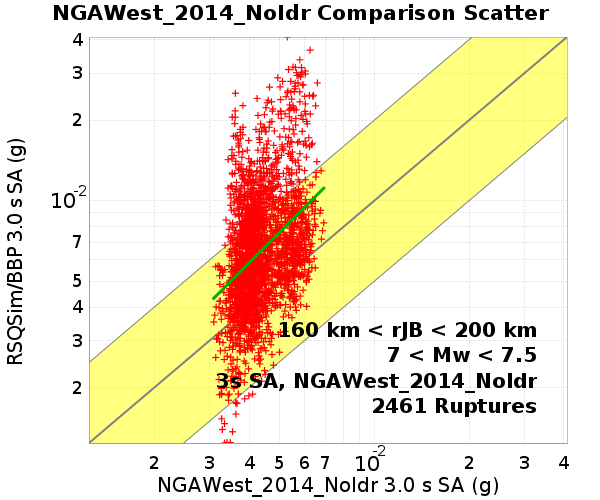 NGAWest_2014_NoIdr Comparison Scatter
4
3
2
10-2
7
5
4
3
2
RSQSim/BBP 3.0 s SA (g)
160 km < rJB < 200 km
7 < Mw < 7.5
3s SA, NGAWest_2014_NoIdr
2461 Ruptures
2 3 4 5 6 7 10-2 2 3 4
NGAWest_2014_NoIdr 3.0 s SA (g)